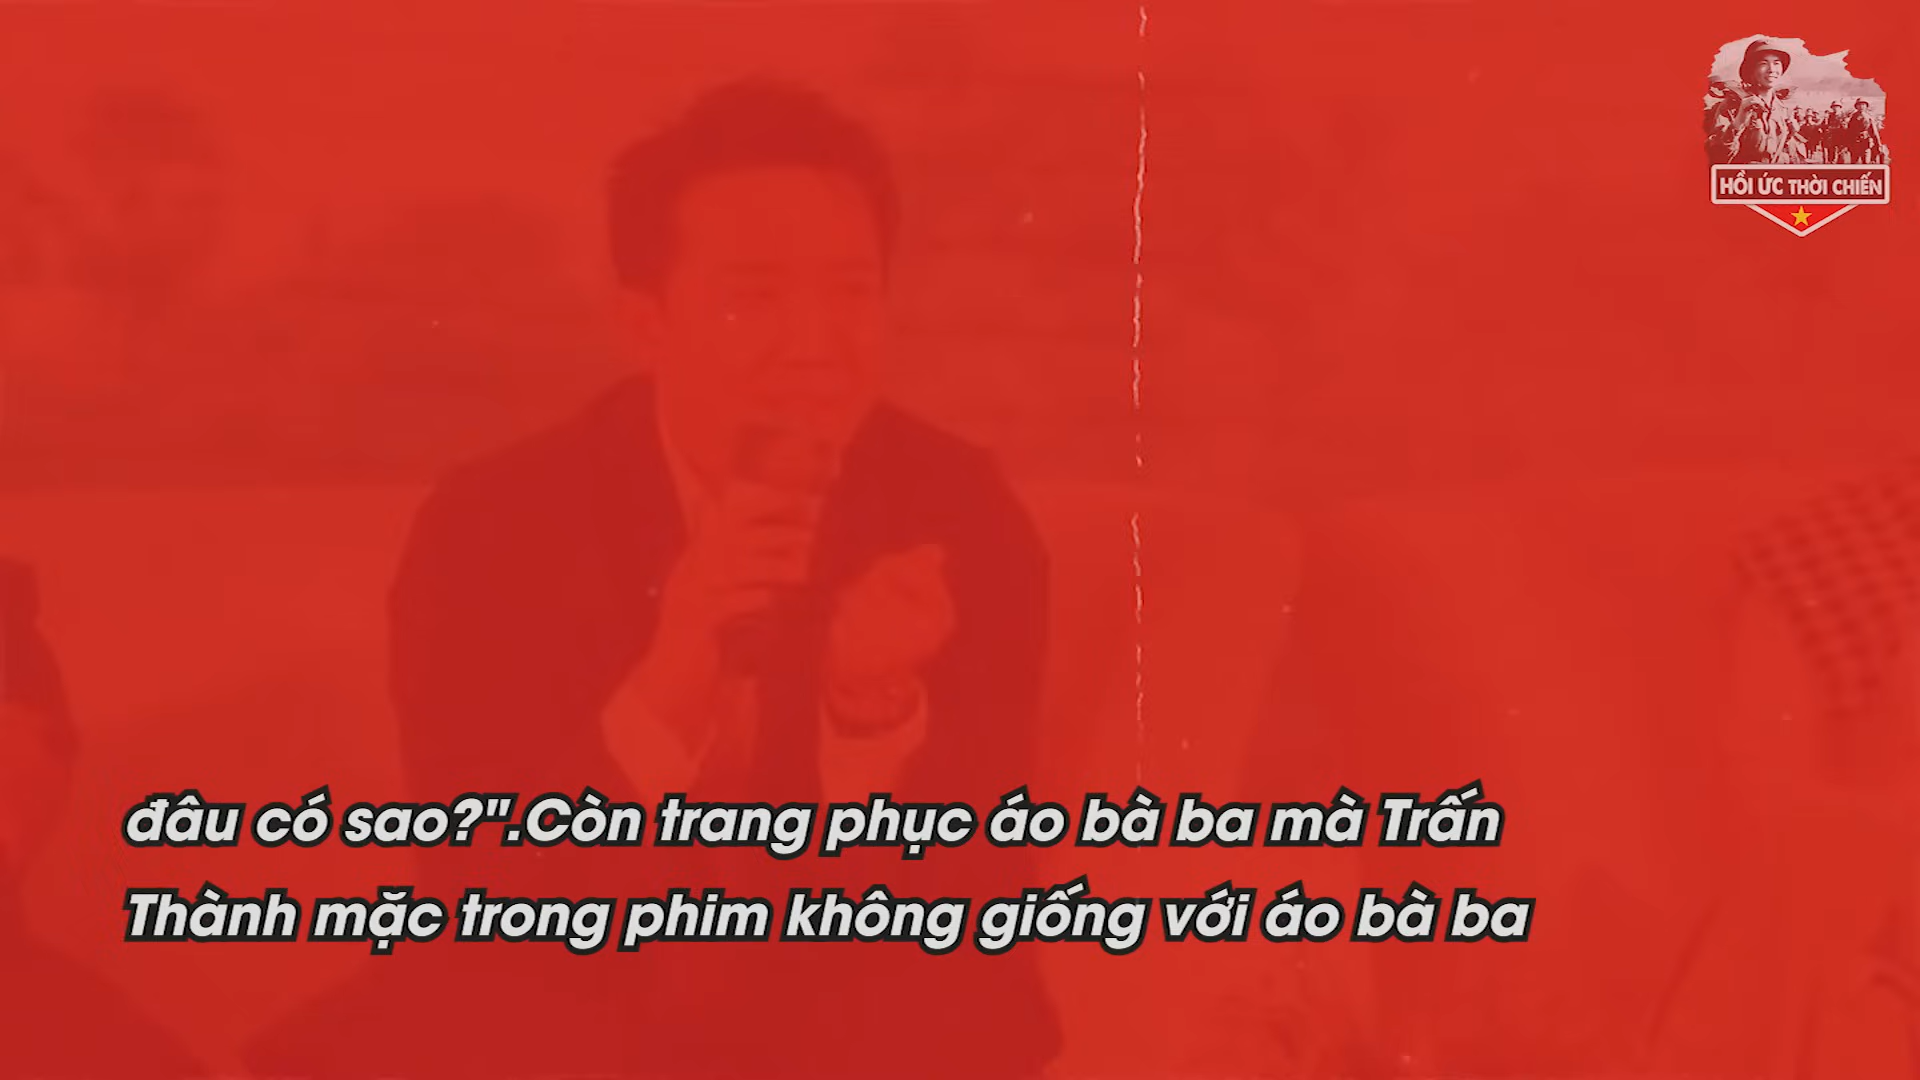 HỒI ỨC THỜI CHIẾN
đâu có sao?".Còn trang phục áo bà ba mà Trấn
Thành mặc trong phim không giống với áo bà ba